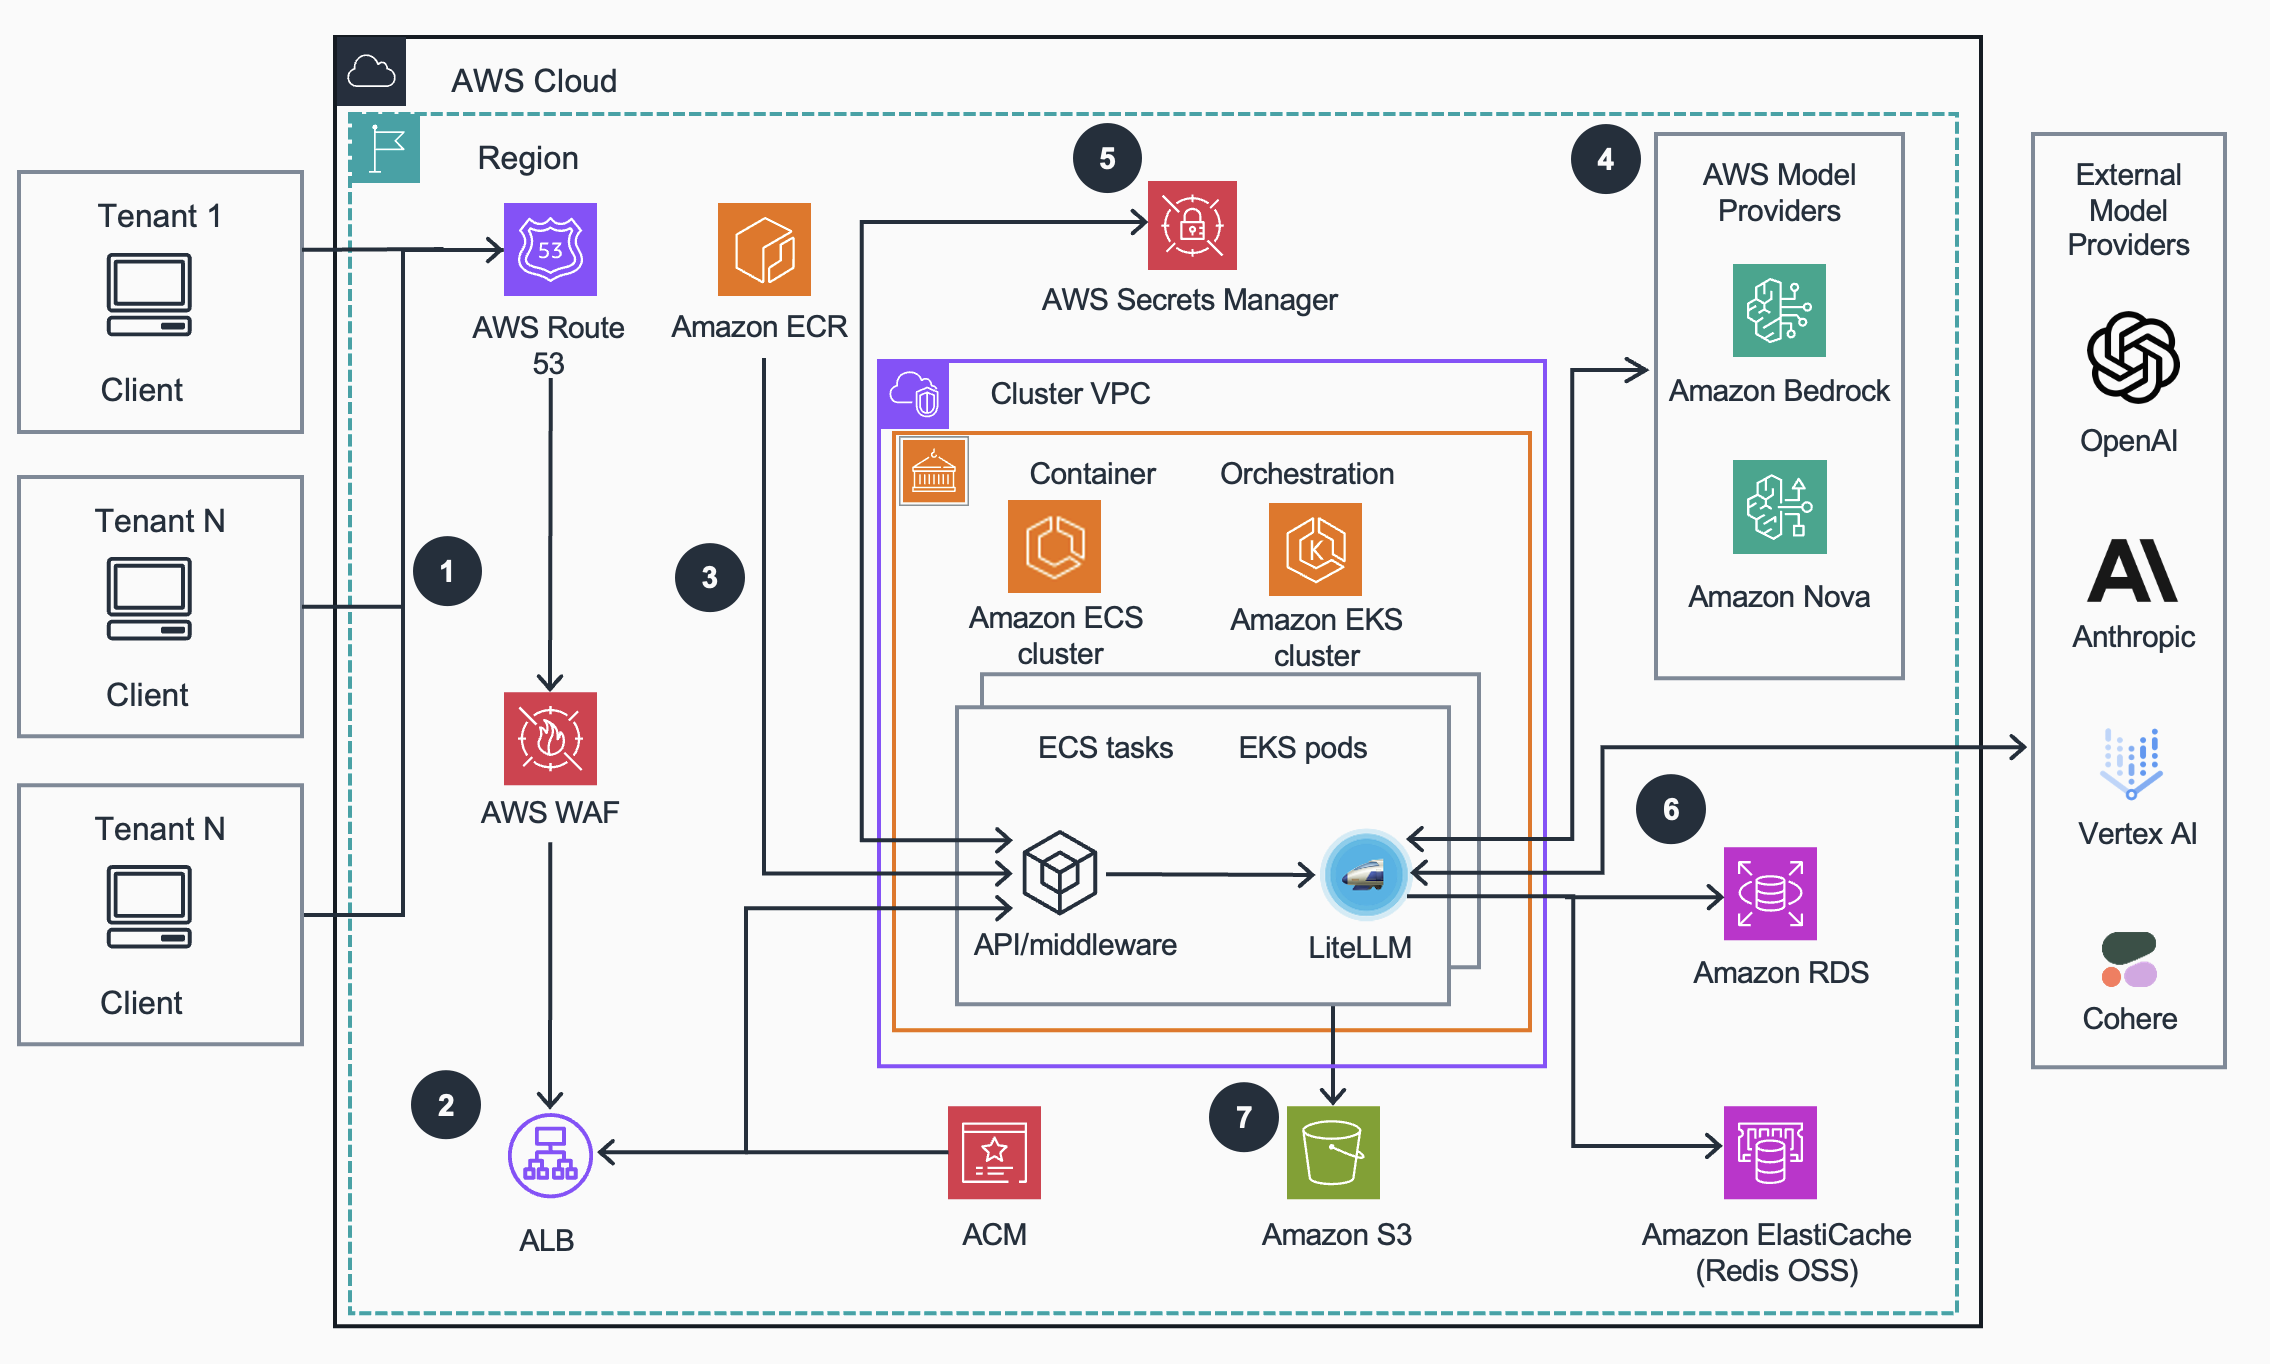 AWS Cloud
Region
Tenant 1
Client
Tenant N
Client
Tenant N
Client
1
53
AWS Route
53
AWS WAF
2
ALB
Amazon ECR
3
5
AWS Secrets Manager
Cluster VPC
Container
Orchestration
Amazon ECS
cluster
K
Amazon EKS
cluster
ECS tasks
EKS pods
API/middleware
LiteLLM
ACM
7
Amazon S3
4
AWS Model
Providers
Amazon Bedrock
Amazon Nova
6
Amazon RDS
Amazon ElastiCache
(Redis OSS)
External
Model
Providers
OpenAI
Anthropic
Vertex AI
Cohere